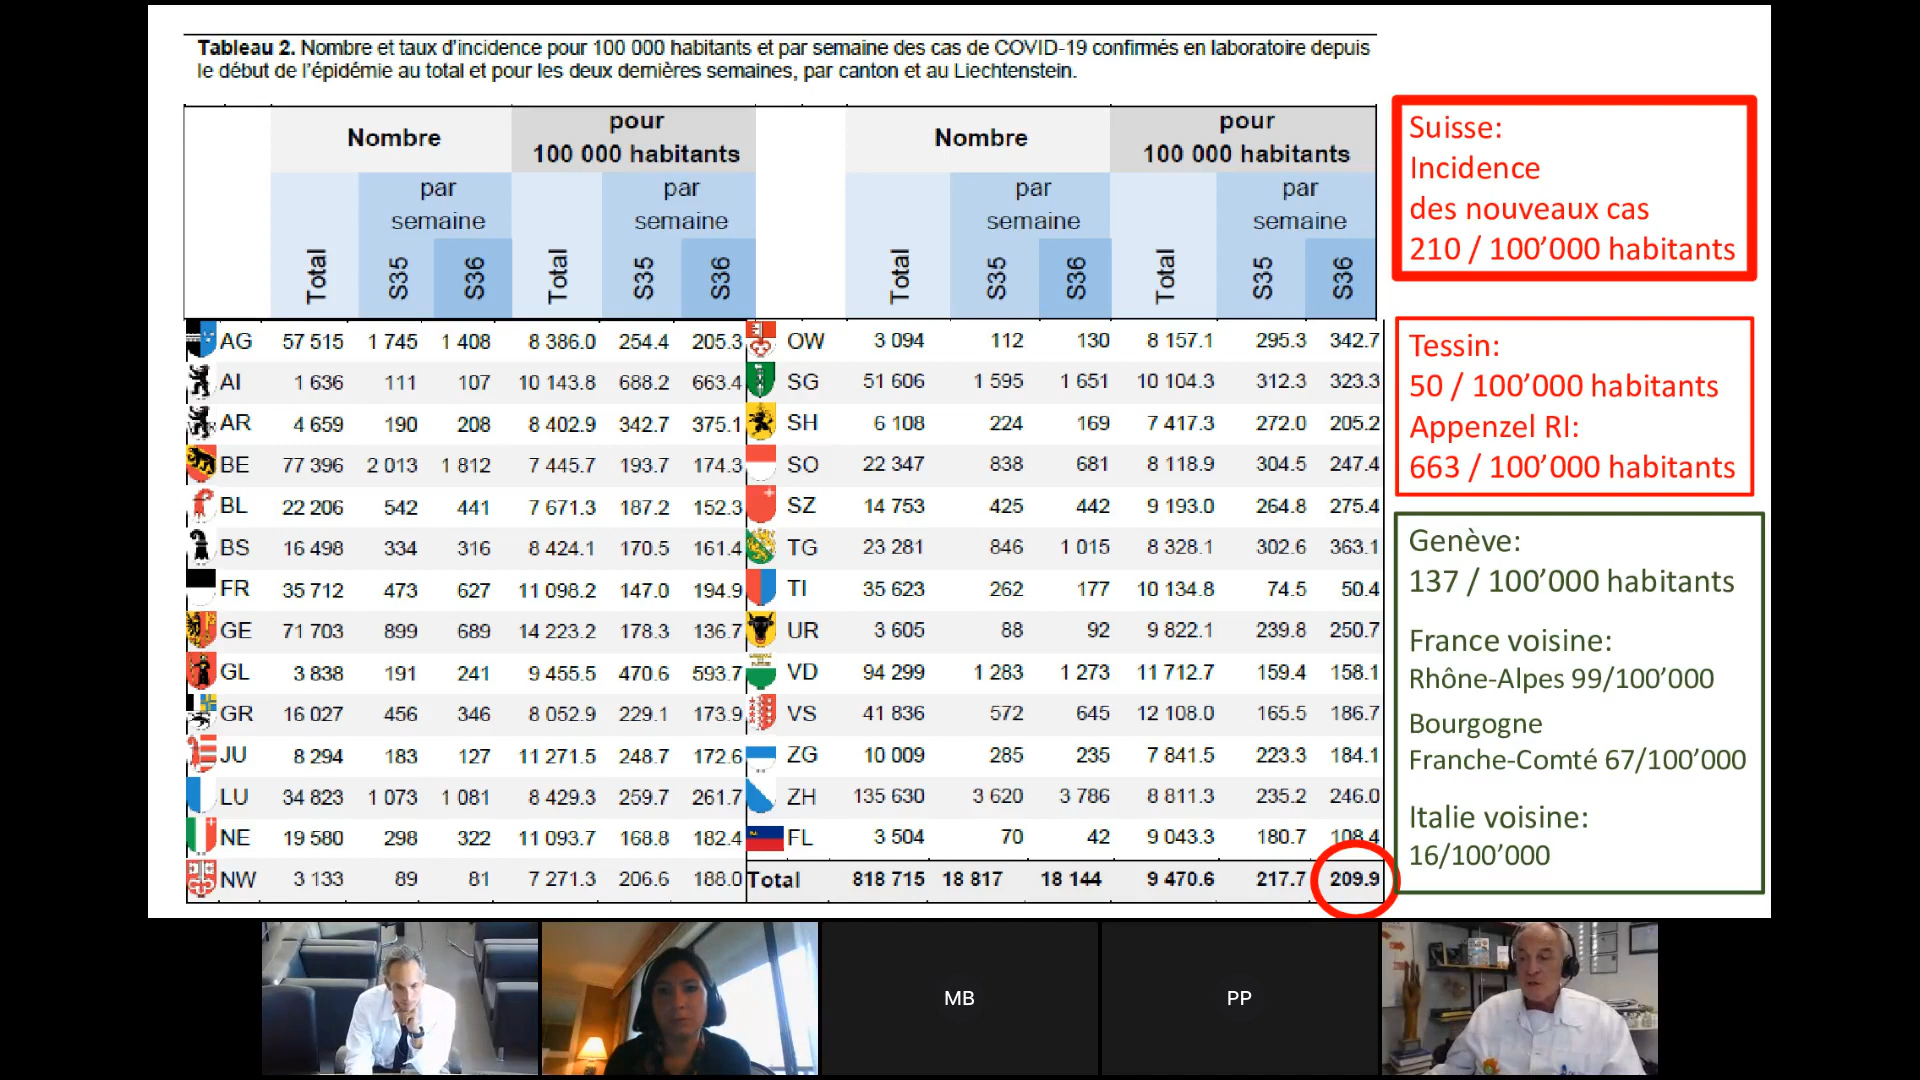 Tableau 2. Nombre et taux d'incidence pour 100 000 habitants et par semaine des cas de COVID-19 confirmés en laboratoire depuis
le début de l'épidémie au total et pour les deux dernières semaines, par canton et au Liechtenstein.
Nombre pour 100 000 habitants Nombre pour 100 000 habitants
par semaine par semaine par semaine par semaine
Total S35 S36 Total S35 S36 Total S35 S36 Total S35 S36
AG 57 515 1 745 1 408 8 386.0 254.4 205.3 OW 3 094 112 130 8 157.1 295.3 342.7
AI 1 636 111 107 10 143.8 688.2 663.4 SG 51 606 1 595 1 651 10 104.3 312.3 323.3
AR 4 659 190 208 8 402.9 342.7 375.1 SH 6 108 224 169 7 417.3 272.0 205.2
BE 77 396 2 013 1 812 7 445.7 193.7 174.3 SO 22 347 838 681 8 118.9 304.5 247.4
BL 22 206 542 441 7 671.3 187.2 152.3 SZ 14 753 425 442 9 193.0 264.8 275.4
BS 16 498 334 316 8 424.1 170.5 161.4 TG 23 281 846 1 015 8 328.1 302.6 363.1
FR 35 712 473 627 11 098.2 147.0 194.9 TI 35 623 262 177 10 134.8 74.5 50.4
GE 71 703 899 689 14 223.2 178.3 136.7 UR 3 605 88 92 9 822.1 239.8 250.7
GL 3 838 191 241 9 455.5 470.6 593.7 VD 94 299 1 283 1 273 11 712.7 159.4 158.1
GR 16 027 456 346 8 052.9 229.1 173.9 VS 41 836 572 645 12 108.0 165.5 186.7
JU 8 294 183 127 11 271.5 248.7 172.6 ZG 10 009 285 235 7 841.5 223.3 184.1
LU 34 823 1 073 1 081 8 429.3 259.7 261.7 ZH 135 630 3 620 3 786 8 811.3 235.2 246.0
NE 19 580 298 322 11 093.7 168.8 182.4 FL 3 504 70 42 9 043.3 180.7 108.4
NW 3 133 89 81 7 271.3 206.6 188.0 Total 818 715 18 817 18 144 9 470.6 217.7 209.9
Suisse:
Incidence
des nouveaux cas
210 / 100'000 habitants
Tessin:
50 / 100'000 habitants
Appenzel RI:
663 / 100'000 habitants
Genève:
137 / 100'000 habitants
France voisine:
Rhône-Alpes 99/100'000
Bourgogne
Franche-Comté 67/100'000
Italie voisine:
16/100'000
MB
PP